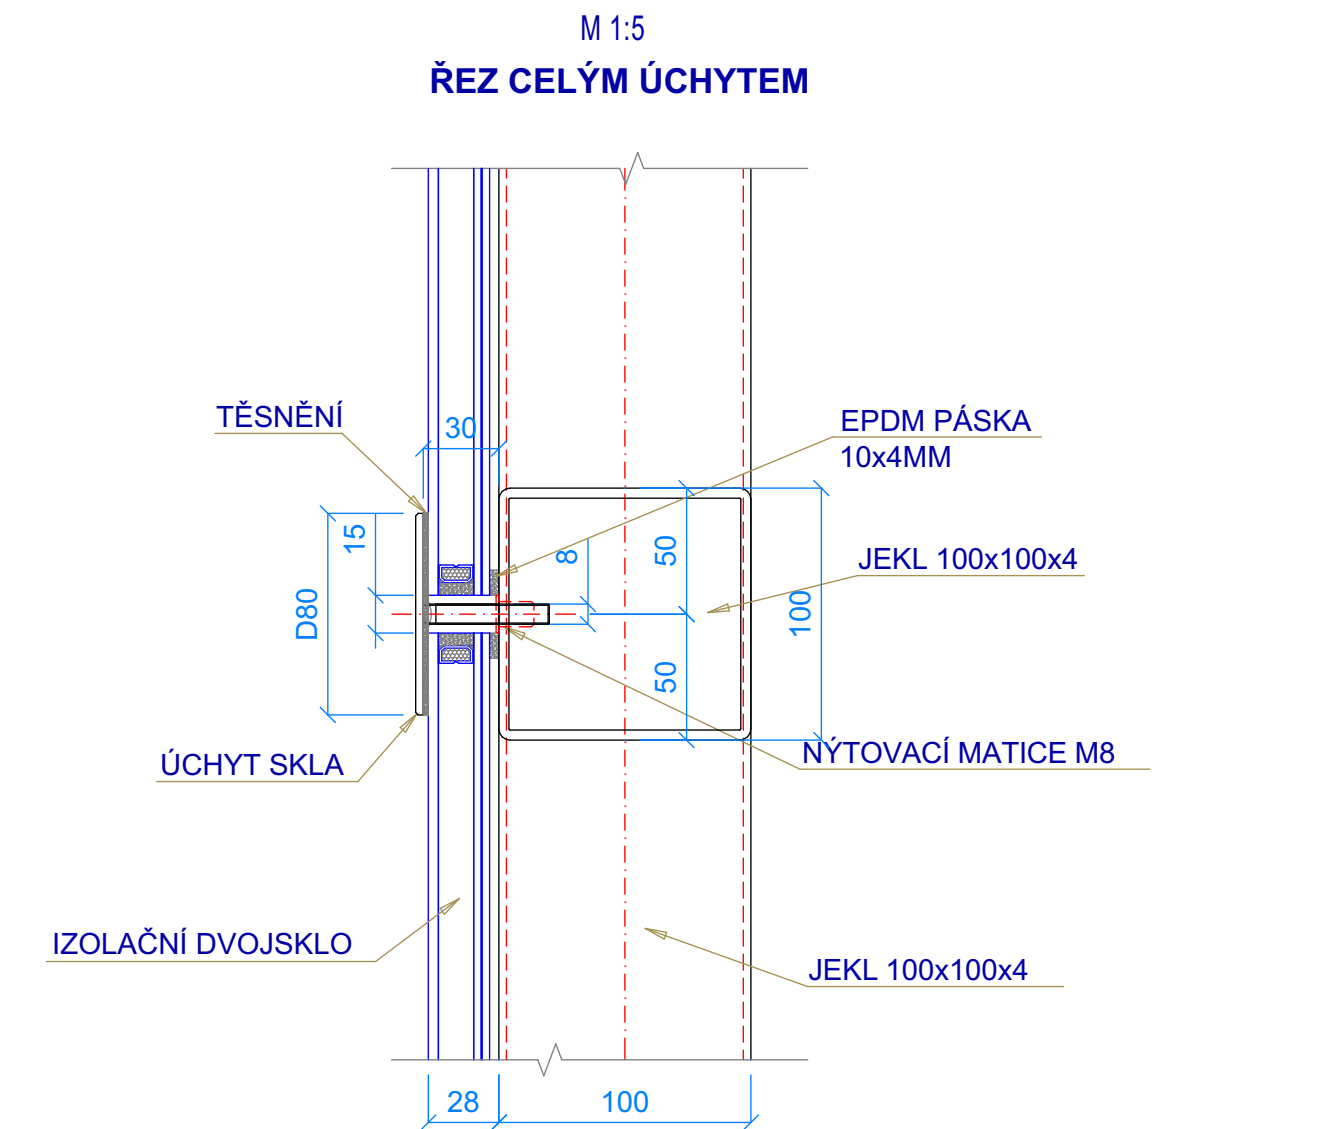 M 1:5
ŘEZ CELÝM ÚCHYTEM
TĚSNĚNÍ
30
EPDM PÁSKA
10x4MM
15
8
50
JEKL 100x100x4
D80
100
50
ÚCHYT SKLA
NÝTOVACÍ MATICE M8
IZOLAČNÍ DVOJSKLO
JEKL 100x100x4
28
100